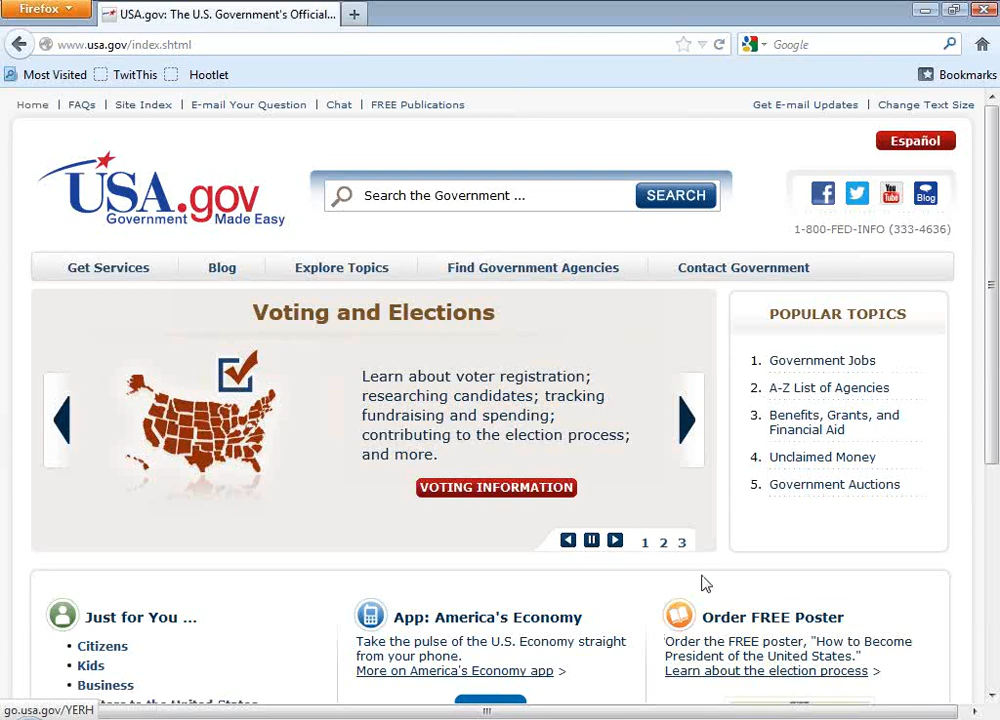 Firefox
USA.gov: The U.S. Government's Official...
www.usa.gov/index.shtml
Google
Most Visited TwitThis Hootlet
Bookmarks
Home | FAQs | Site Index | E-mail Your Question | Chat | FREE Publications
Get E-mail Updates | Change Text Size
Español
USA.gov
Government Made Easy
Search the Government ...
SEARCH
You Tube
Blog
1-800-FED-INFO (333-4636)
Get Services
Blog
Explore Topics
Find Government Agencies
Contact Government
Voting and Elections
Learn about voter registration;
researching candidates; tracking
fundraising and spending;
contributing to the election process;
and more.
VOTING INFORMATION
1 2 3
POPULAR TOPICS
1. Government Jobs
2. A-Z List of Agencies
3. Benefits, Grants, and
Financial Aid
4. Unclaimed Money
5. Government Auctions
Just for You ...
• Citizens
• Kids
• Business
App: America's Economy
Take the pulse of the U.S. Economy straight
from your phone.
More on America's Economy app >
Order FREE Poster
Order the FREE poster, "How to Become
President of the United States."
Learn about the election process >
go.usa.gov/YERH